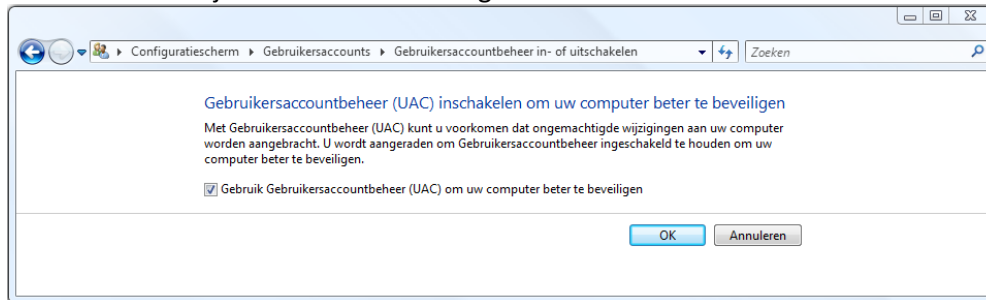 Configuratiescherm ▸ Gebruikersaccounts ▸ Gebruikersaccountbeheer in- of uitschakelen Zoeken
Gebruikersaccountbeheer (UAC) inschakelen om uw computer beter te beveiligen
Met Gebruikersaccountbeheer (UAC) kunt u voorkomen dat ongemachtigde wijzigingen aan uw computer
worden aangebracht. U wordt aangeraden om Gebruikersaccountbeheer ingeschakeld te houden om uw
computer beter te beveiligen.
Gebruik Gebruikersaccountbeheer (UAC) om uw computer beter te beveiligen
OK Annuleren